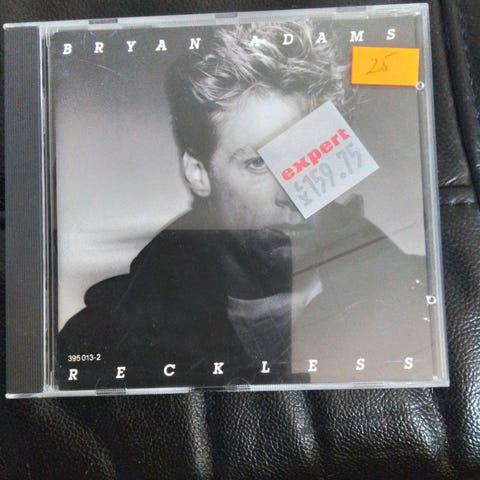 BRYAN ADAMS
25
expert
159.75
395 013-2
RECKLESS